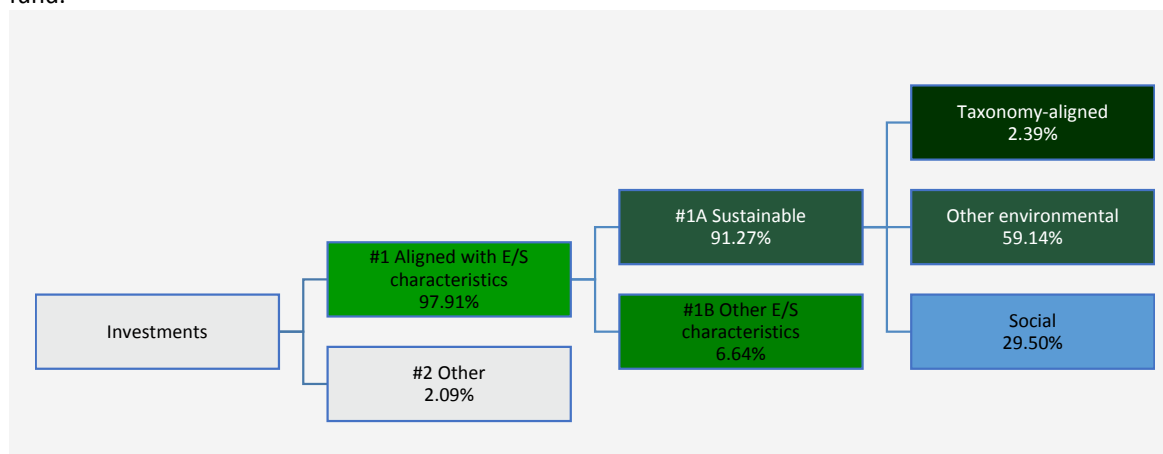 fund.
Taxonomy-aligned
2.39%
#1A Sustainable
91.27%
Other environmental
59.14%
#1 Aligned with E/S
characteristics
97.91%
#1B Other E/S
characteristics
6.64%
Social
29.50%
Investments
#2 Other
2.09%